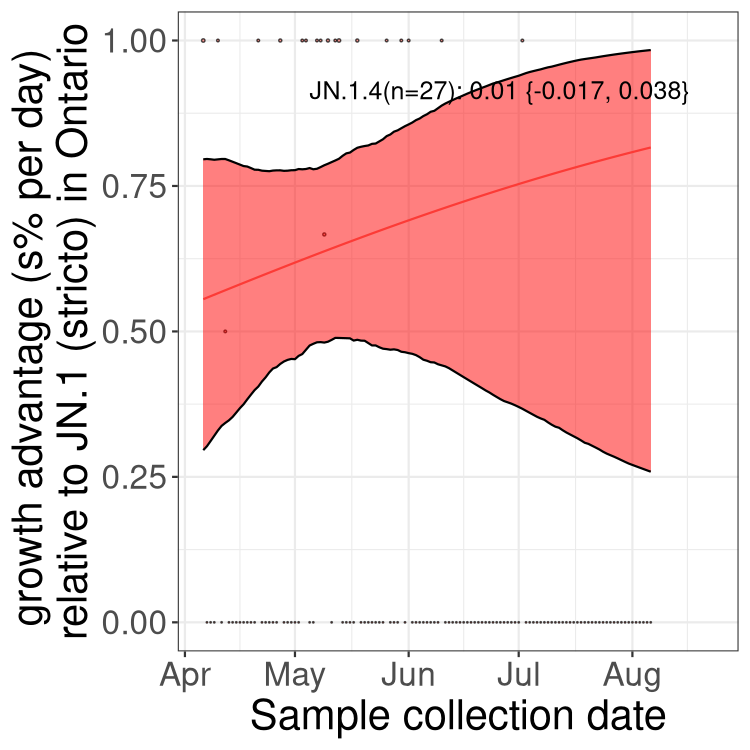 growth advantage (s% per day)
relative to JN.1 (stricto) in Ontario
1.00
0.75
0.50
0.25
0.00
JN.1.4(n=27): 0.01 {-0.017, 0.038}
Apr May Jun Jul Aug
Sample collection date